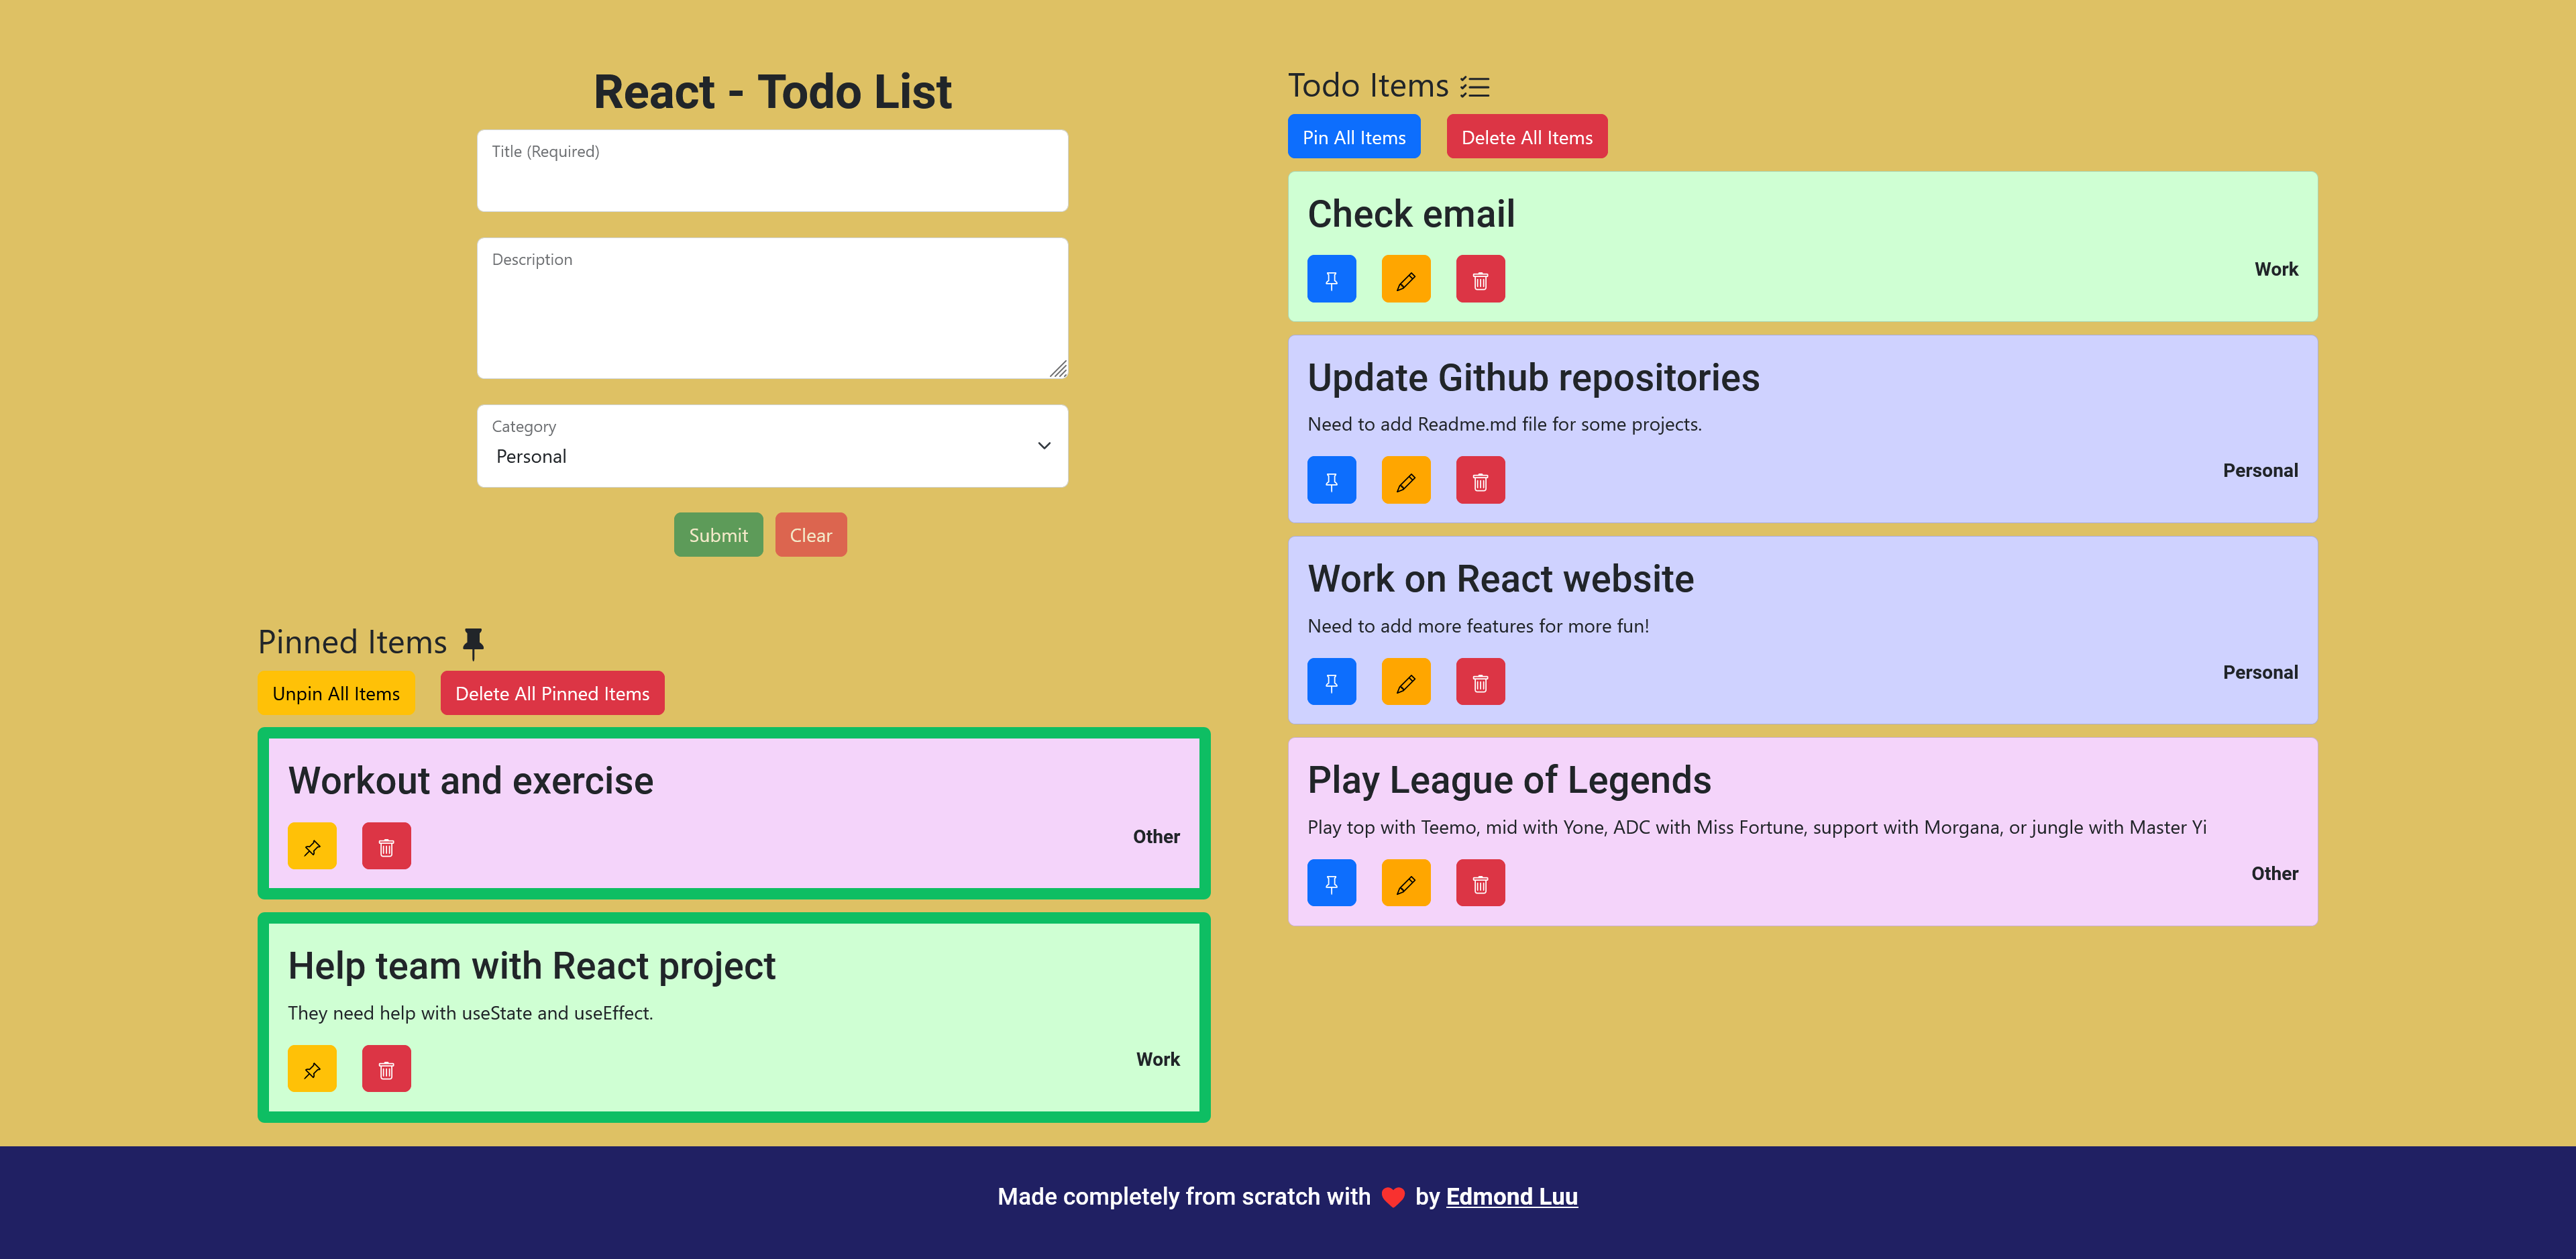 React - Todo List
Title (Required)
Description
Category
Personal
Submit Clear
Pinned Items
Unpin All Items Delete All Pinned Items
Workout and exercise
Other
Help team with React project
They need help with useState and useEffect.
Work
Todo Items
Pin All Items Delete All Items
Check email
Work
Update Github repositories
Need to add Readme.md file for some projects.
Personal
Work on React website
Need to add more features for more fun!
Personal
Play League of Legends
Play top with Teemo, mid with Yone, ADC with Miss Fortune, support with Morgana, or jungle with Master Yi
Other
Made completely from scratch with ❤ by Edmond Luu